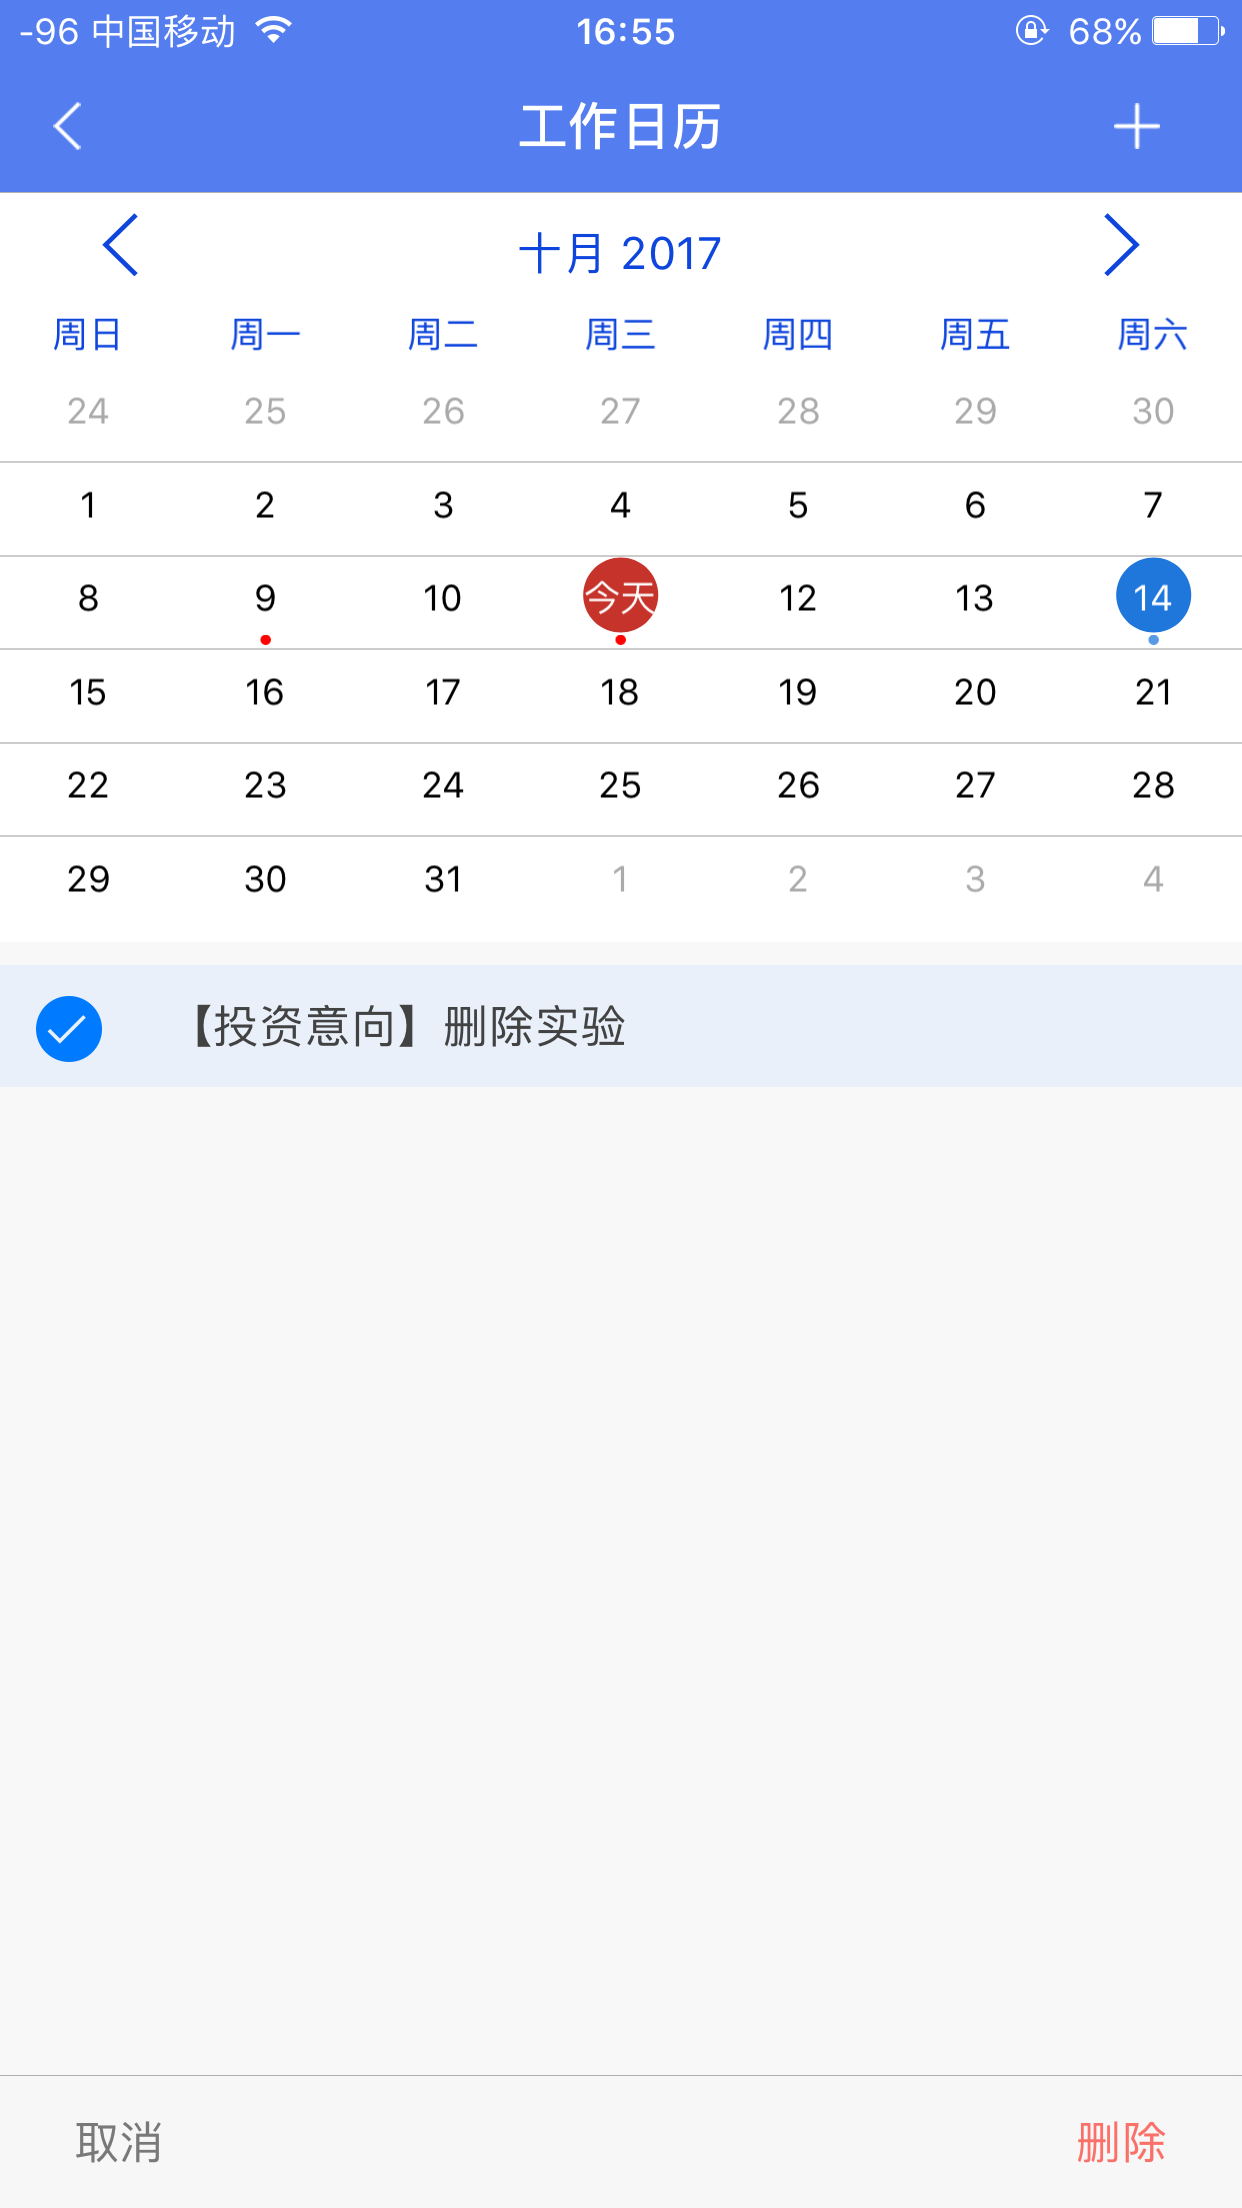 -96 中国移动 16:55 68%
工作日历
十月 2017
周日 周一 周二 周三 周四 周五 周六
24 25 26 27 28 29 30
1 2 3 4 5 6 7
8 9 10 今天 12 13 14
15 16 17 18 19 20 21
22 23 24 25 26 27 28
29 30 31 1 2 3 4
【投资意向】删除实验
取消 删除